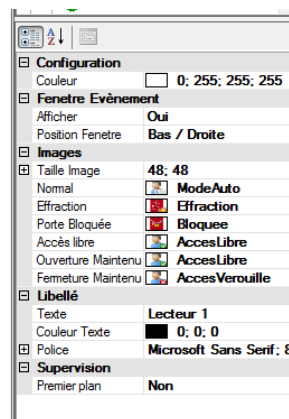 Configuration
Couleur 0; 255; 255; 255
Fenetre Evènement
Afficher Oui
Position Fenetre Bas / Droite
Images
Taille Image 48; 48
Normal ModeAuto
Effraction Effraction
Porte Bloquée Bloquee
Accès libre AccesLibre
Ouverture Maintenu AccesLibre
Fermeture Maintenu AccesVerouille
Libellé
Texte Lecteur 1
Couleur Texte 0; 0; 0
Police Microsoft Sans Serif; 8
Supervision
Premier plan Non